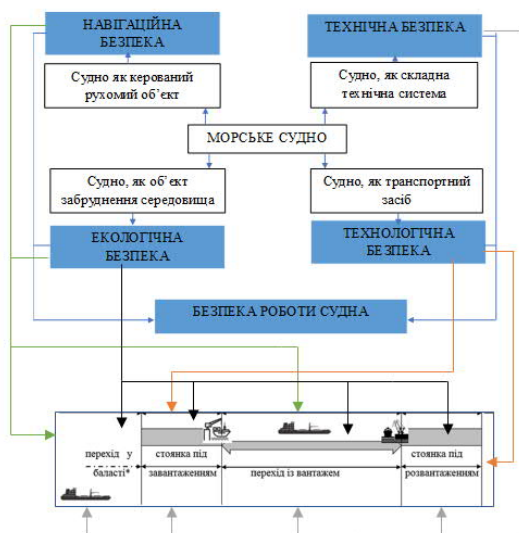 НАВІГАЦІЙНА
БЕЗПЕКА
ТЕХНІЧНА БЕЗПЕКА
Судно як керований
рухомий об’єкт
Судно, як складна
технічна система
МОРСЬКЕ СУДНО
Судно, як об’єкт
забруднення середовища
Судно, як транспортний
засіб
ЕКОЛОГІЧНА
БЕЗПЕКА
ТЕХНОЛОГІЧНА
БЕЗПЕКА
БЕЗПЕКА РОБОТИ СУДНА
перехід у
баласті*
стоянка під
завантаженням
перехід із вантажем
стоянка під
розвантаженням